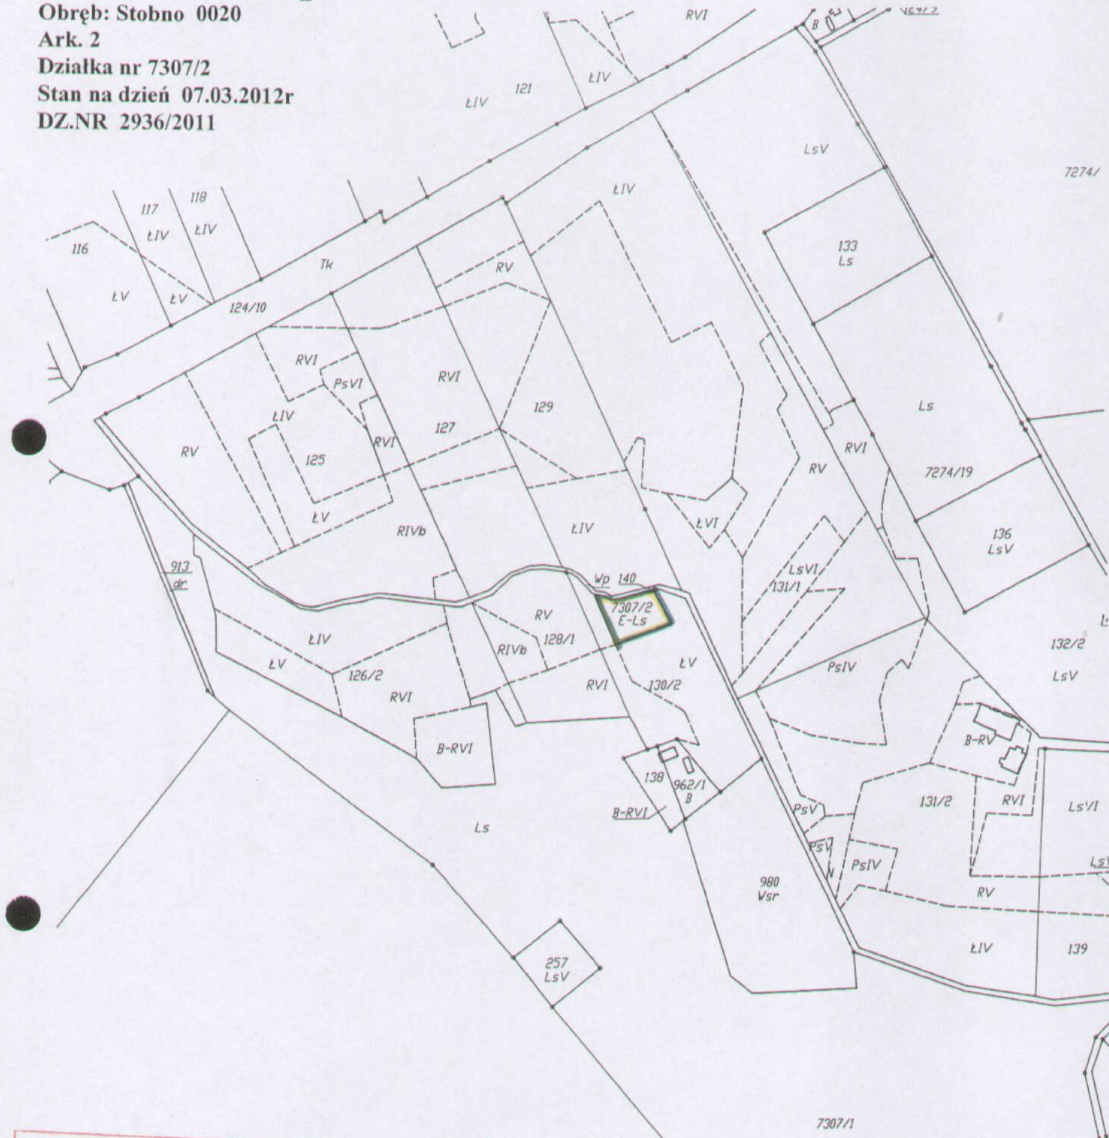 Obręb: Stobno 0020
Ark. 2
Działka nr 7307/2
Stan na dzień 07.03.2012r
DZ.NR 2936/2011
RVI
B
ŁIV
121
ŁIV
LsV
7274/
ŁIV
117
118
ŁIV
ŁIV
116
133
Ls
Tk
RV
ŁV
ŁV
124/10
RVI
PsVI
RVI
ŁIV
129
Ls
127
RVI
RV
RVI
RV
125
7274/19
ŁV
ŁVI
RIVb
ŁIV
136
LsV
LsVI
131/1
913
dr
Wp 140
7307/2
E-Ls
RV
ŁIV
128/1
RIVb
132/2
ŁV
ŁV
PsIV
126/2
LsV
RVI
RVI
130/2
B-RV
B-RVI
138
962/1
B
B-RVI
131/2
RVI
LsVI
PsV
Ls
PsV
PsIV
980
Wsr
RV
ŁIV
139
257
LsV
7307/1